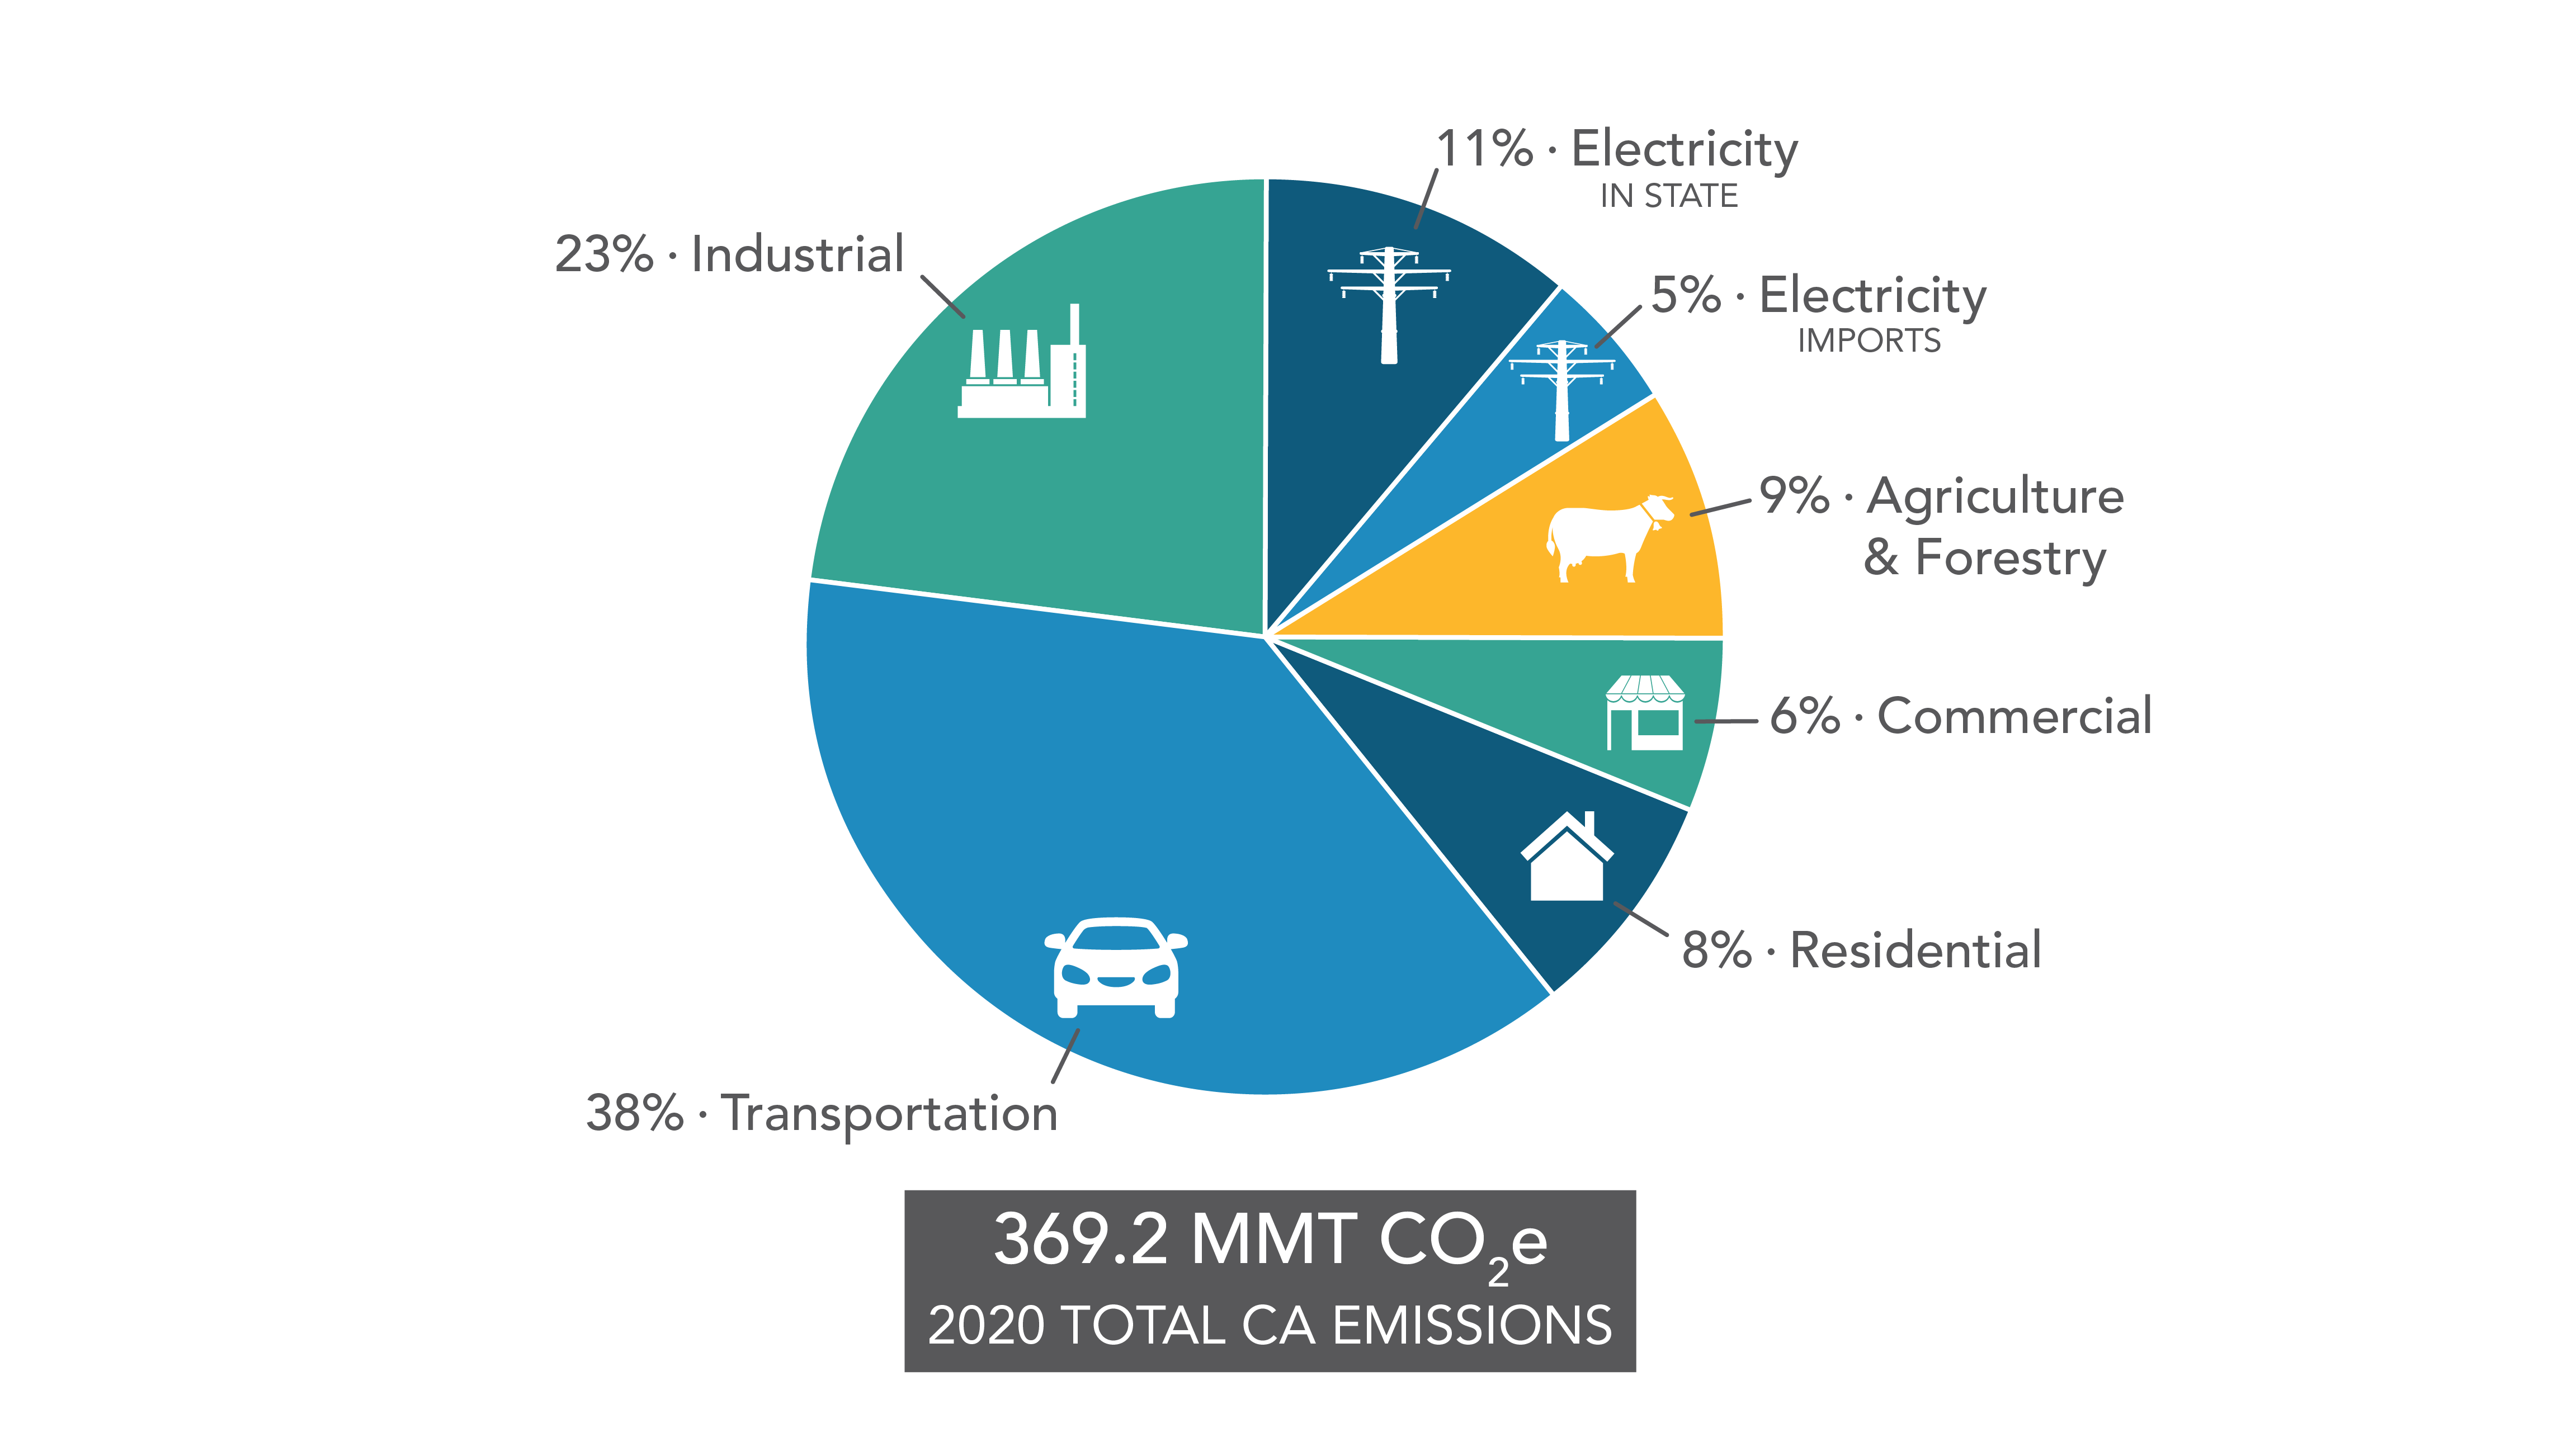 11% · Electricity
IN STATE
23% · Industrial
5% · Electricity
IMPORTS
9% · Agriculture
& Forestry
6% · Commercial
8% · Residential
38% · Transportation
369.2 MMT CO₂e
2020 TOTAL CA EMISSIONS